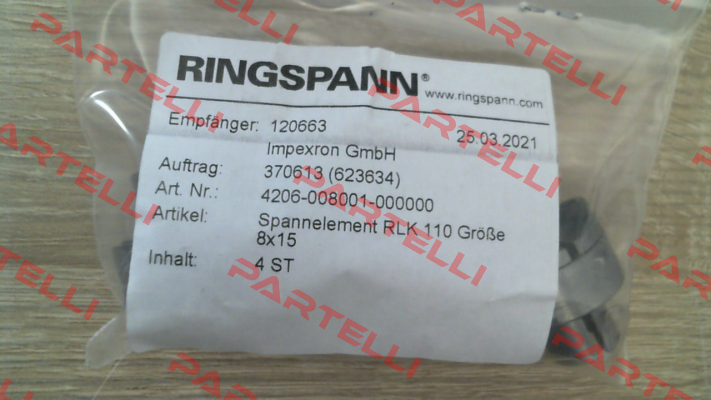 RINGSPANN®
www.ringspann.com
Empfänger: 120663 25.03.2021
Impexron GmbH
Auftrag: 370613 (623634)
Art. Nr.: 4206-008001-000000
Artikel: Spannelement RLK 110 Größe
8x15
Inhalt: 4 ST
PARTELLI
PARTELLI
PARTELLI
PARTELLI
PARTELLI